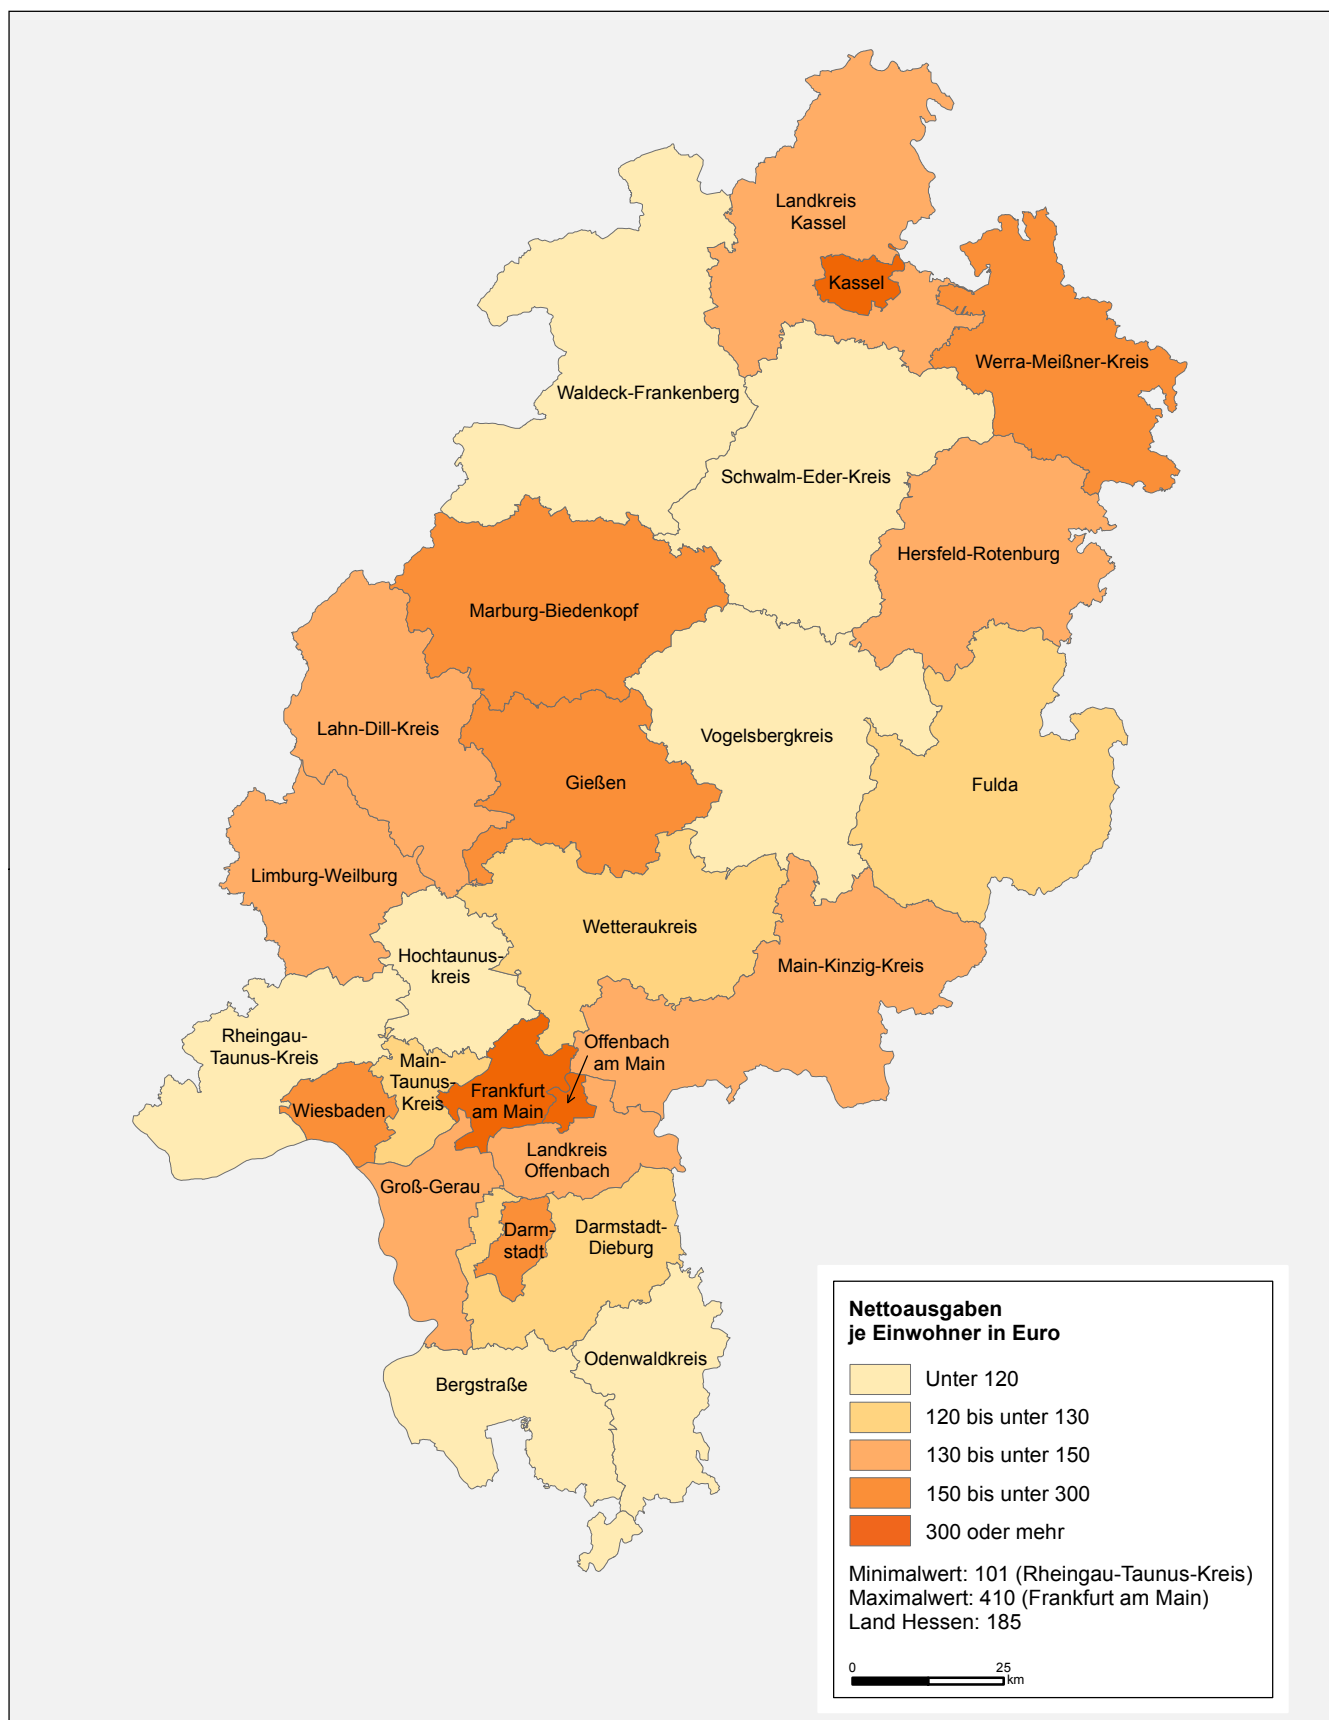 Landkreis
Kassel
Kassel
Werra-Meißner-Kreis
Waldeck-Frankenberg
Schwalm-Eder-Kreis
Hersfeld-Rotenburg
Marburg-Biedenkopf
Lahn-Dill-Kreis
Vogelsbergkreis
Gießen
Fulda
Limburg-Weilburg
Wetteraukreis
Hochtaunus-
kreis
Main-Kinzig-Kreis
Rheingau-
Taunus-Kreis
Offenbach
am Main
Main-
Taunus-
Kreis
Frankfurt
am Main
Wiesbaden
Landkreis
Offenbach
Groß-Gerau
Darm-
stadt
Darmstadt-
Dieburg
Odenwaldkreis
Bergstraße
Nettoausgaben
je Einwohner in Euro
Unter 120
120 bis unter 130
130 bis unter 150
150 bis unter 300
300 oder mehr
Minimalwert: 101 (Rheingau-Taunus-Kreis)
Maximalwert: 410 (Frankfurt am Main)
Land Hessen: 185
0 25
km